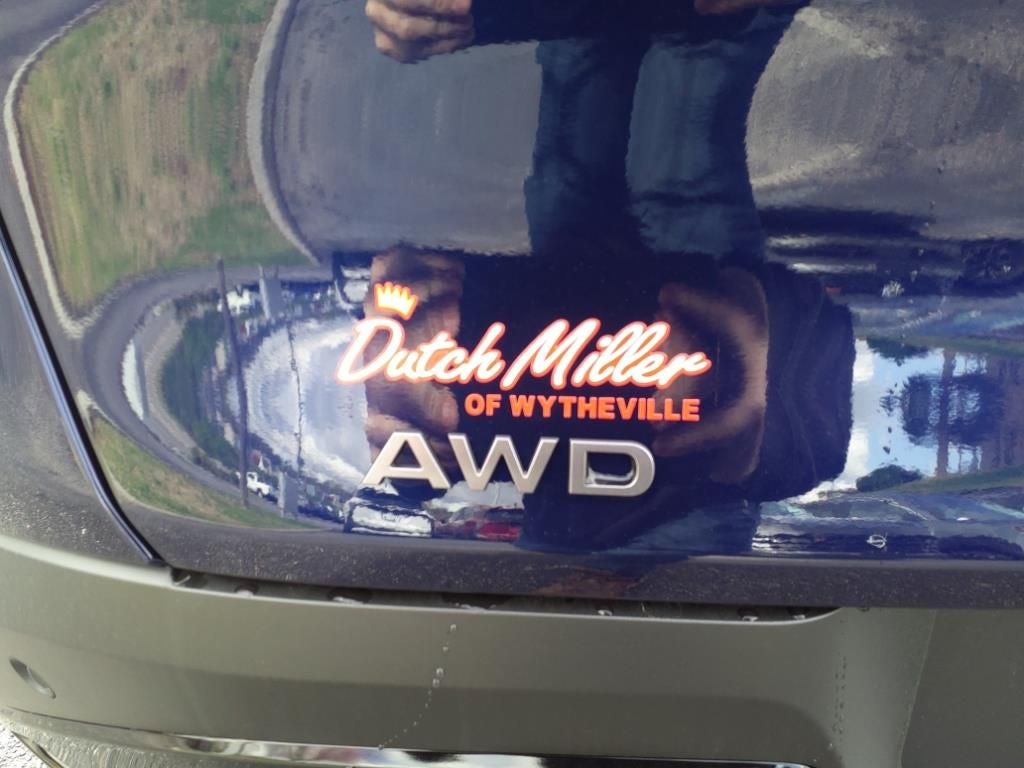 Dutch Miller
OF WYTHEVILLE
AWD